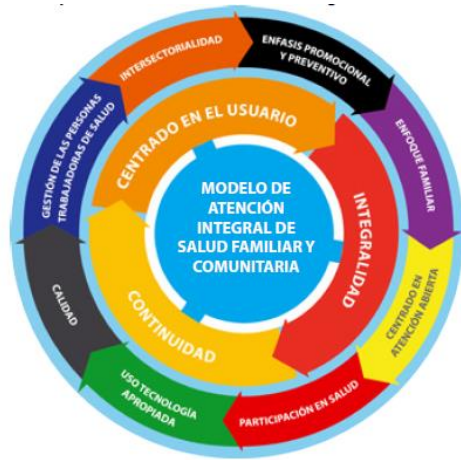 MODELO DE
ATENCIÓN
INTEGRAL DE
SALUD FAMILIAR Y
COMUNITARIA
CENTRADO EN EL USUARIO
INTEGRALIDAD
CONTINUIDAD
ENFASIS PROMOCIONAL
Y PREVENTIVO
ENFOQUE FAMILIAR
CENTRADO EN
ATENCIÓN ABIERTA
PARTICIPACIÓN EN SALUD
USO TECNOLOGÍA
APROPIADA
CALIDAD
GESTIÓN DE LAS PERSONAS
TRABAJADORAS DE SALUD
INTERSECTORIALIDAD